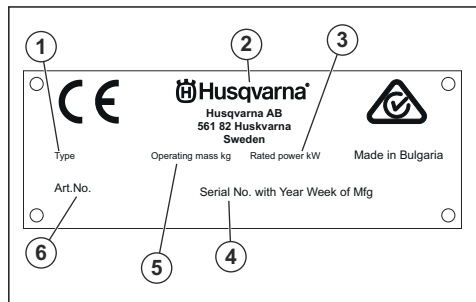 1
2
3
CE
Husqvarna®
Husqvarna AB
561 82 Huskvarna
Sweden
Type
Operating mass kg
Rated power kW
Made in Bulgaria
Art.No.
Serial No. with Year Week of Mfg
6
5
4